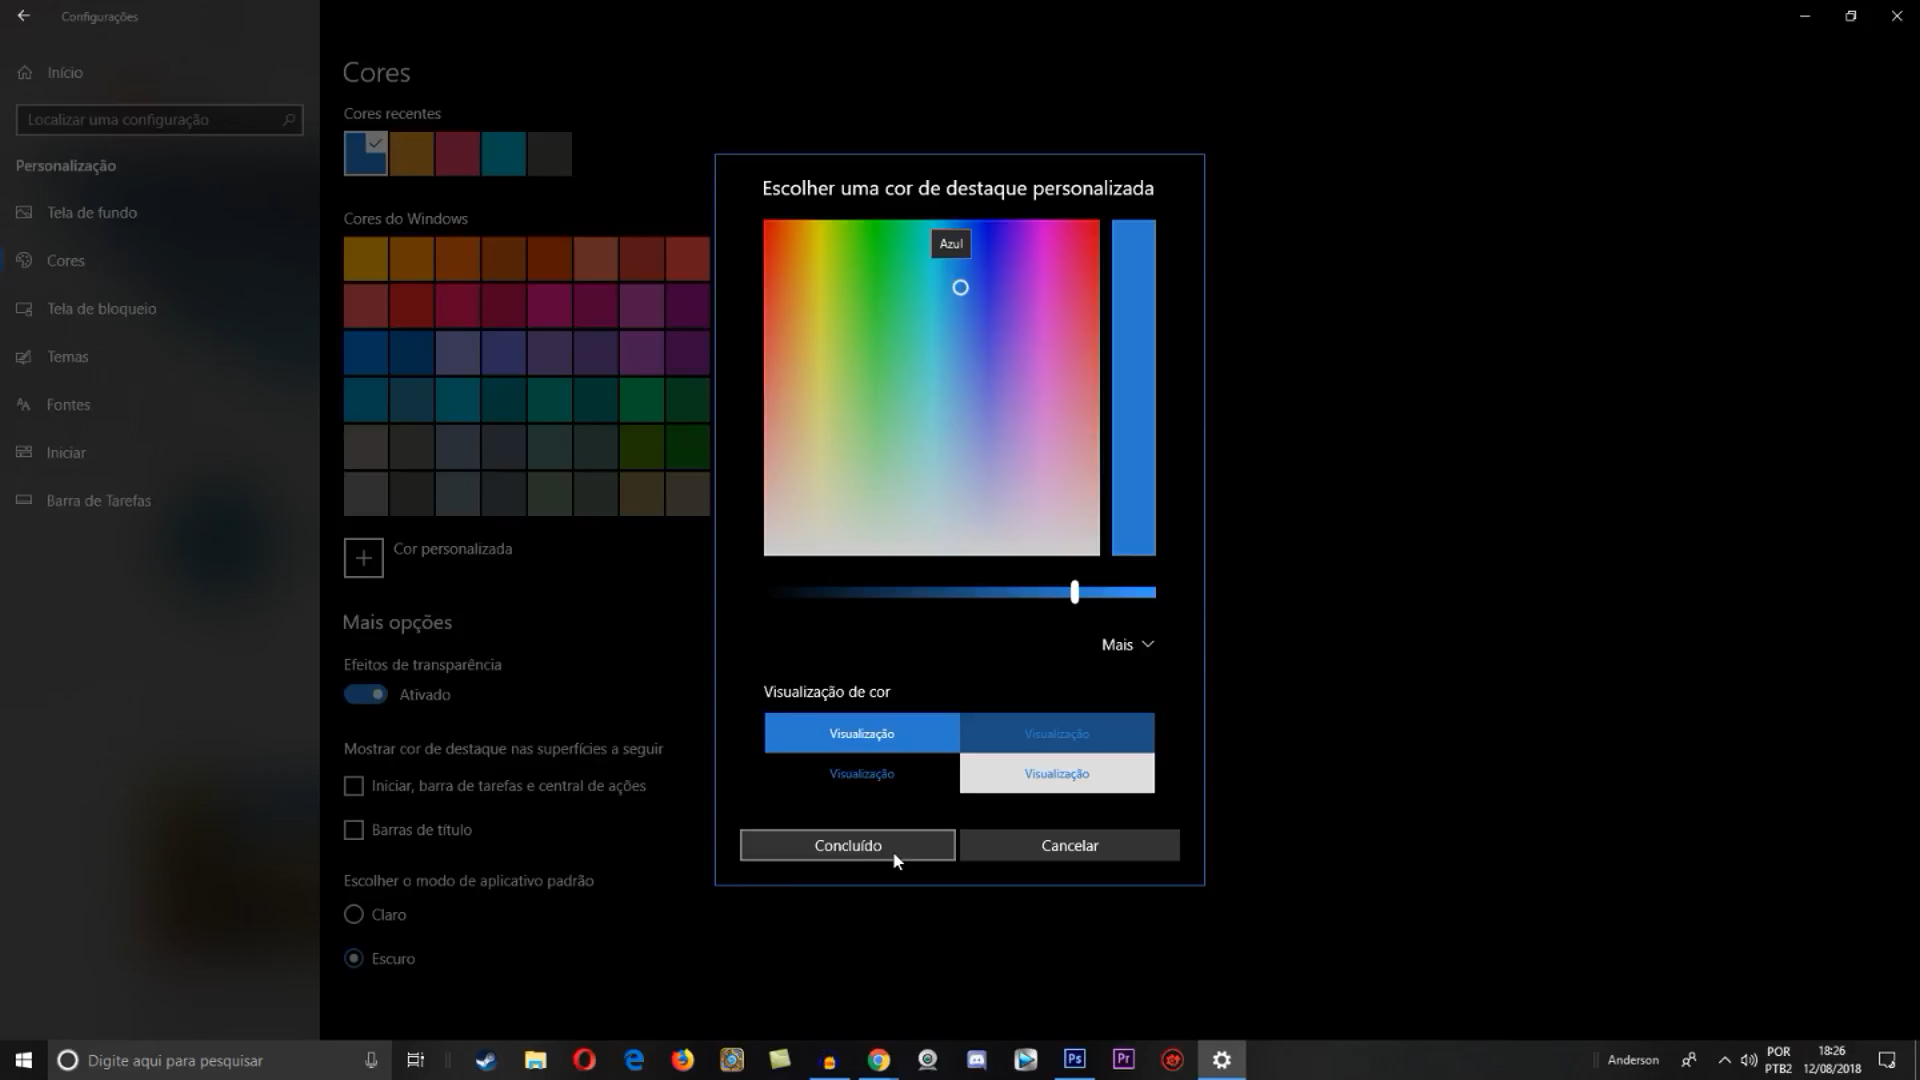 Configurações
Início
Localizar uma configuração
Personalização
Tela de fundo
Cores
Tela de bloqueio
Temas
Fontes
Iniciar
Barra de Tarefas
Cores
Cores recentes
Cores do Windows
Cor personalizada
Mais opções
Efeitos de transparência
Ativado
Mostrar cor de destaque nas superfícies a seguir
Iniciar, barra de tarefas e central de ações
Barras de título
Escolher o modo de aplicativo padrão
Claro
Escuro
Escolher uma cor de destaque personalizada
Azul
Mais
Visualização de cor
Visualização Visualização
Visualização Visualização
Concluído Cancelar
Digite aqui para pesquisar
Ps
Pr
Anderson
POR
PTB2
18:26
12/08/2018